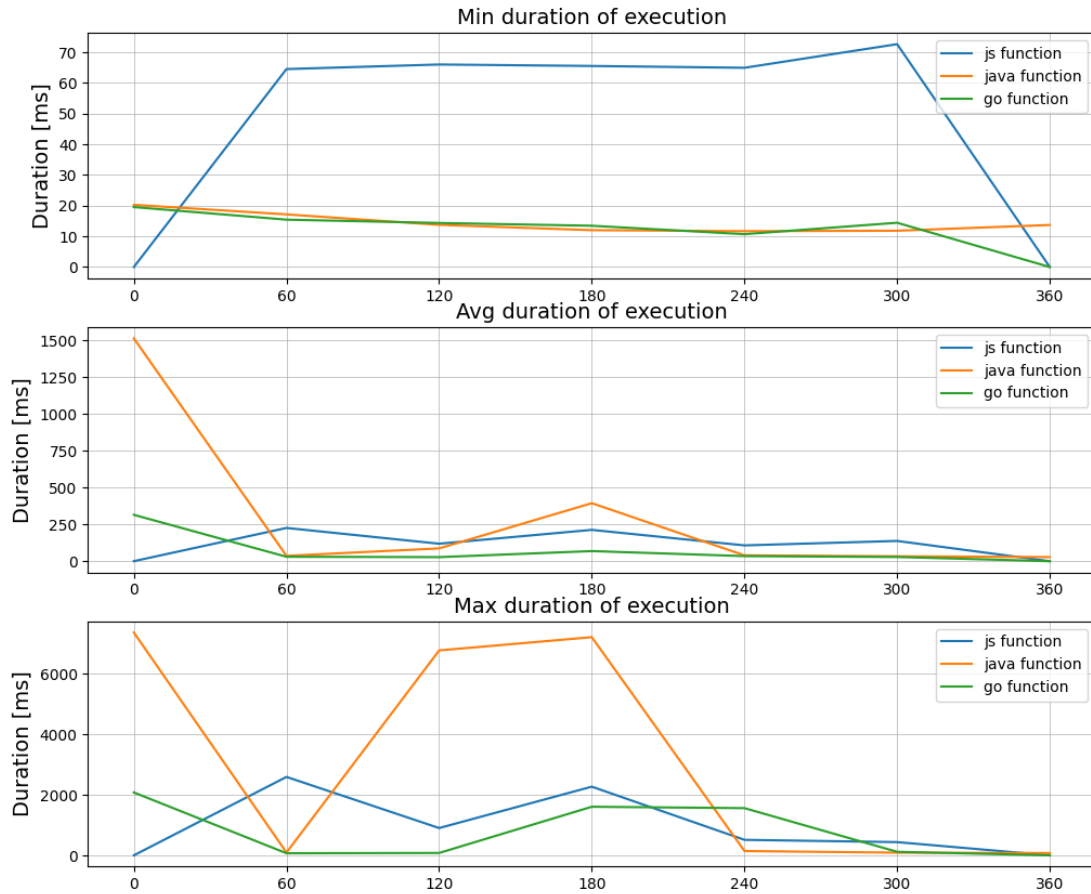 Min duration of execution
Duration [ms]
70
60
50
40
30
20
10
0
js function
java function
go function
0 60 120 180 240 300 360
Avg duration of execution
Duration [ms]
1500
1250
1000
750
500
250
0
js function
java function
go function
0 60 120 180 240 300 360
Max duration of execution
Duration [ms]
6000
4000
2000
0
js function
java function
go function
0 60 120 180 240 300 360